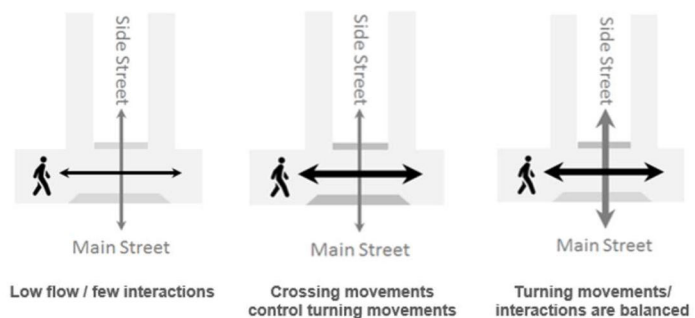 Side Street
Main Street
Low flow / few interactions
Side Street
Main Street
Crossing movements
control turning movements
Side Street
Main Street
Turning movements/
interactions are balanced